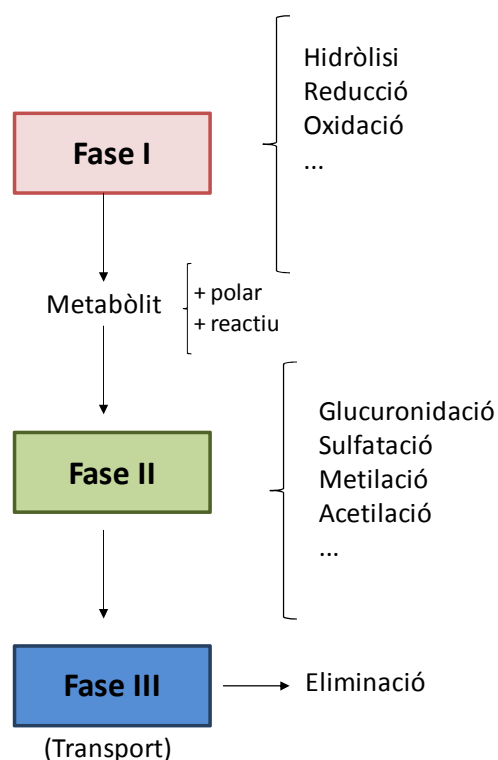 Hidròlisi
Reducció
Oxidació
...
Fase I
Metabòlit
+ polar
+ reactiu
Glucuronidació
Sulfatació
Metilació
Acetilació
...
Fase II
Fase III
Eliminació
(Transport)